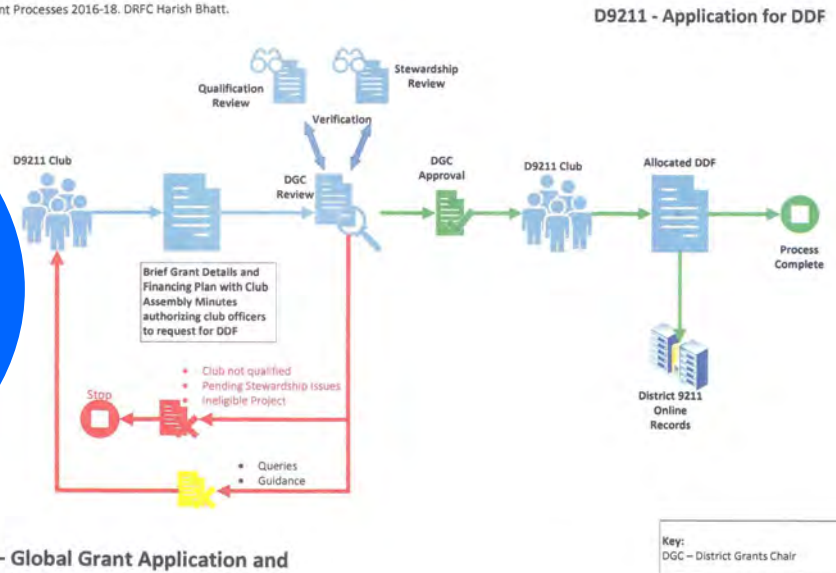 nt Processes 2016-18. DRFC Harish Bhatt.
D9211 - Application for DDF
Qualification
Review
Stewardship
Review
Verification
D9211 Club
DGC
Review
DGC
Approval
D9211 Club
Allocated DDF
Process
Complete
Brief Grant Details and
Financing Plan with Club
Assembly Minutes
authorizing club officers
to request for DDF
• Club not qualified
• Pending Stewardship Issues
• Ineligible Project
Stop
District 9211
Online
Records
• Queries
• Guidance
- Global Grant Application and
Key:
DGC – District Grants Chair